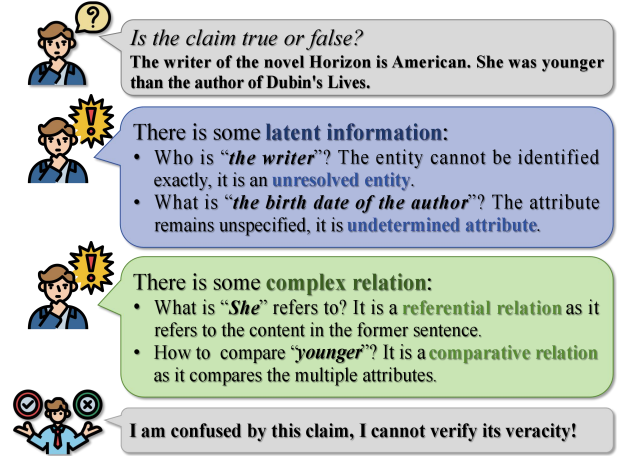 ?
Is the claim true or false?
The writer of the novel Horizon is American. She was younger
than the author of Dubin's Lives.
!
There is some latent information:
• Who is “the writer”? The entity cannot be identified
exactly, it is an unresolved entity.
• What is “the birth date of the author”? The attribute
remains unspecified, it is undetermined attribute.
!
There is some complex relation:
• What is “She” refers to? It is a referential relation as it
refers to the content in the former sentence.
• How to compare “younger”? It is a comparative relation
as it compares the multiple attributes.
I am confused by this claim, I cannot verify its veracity!